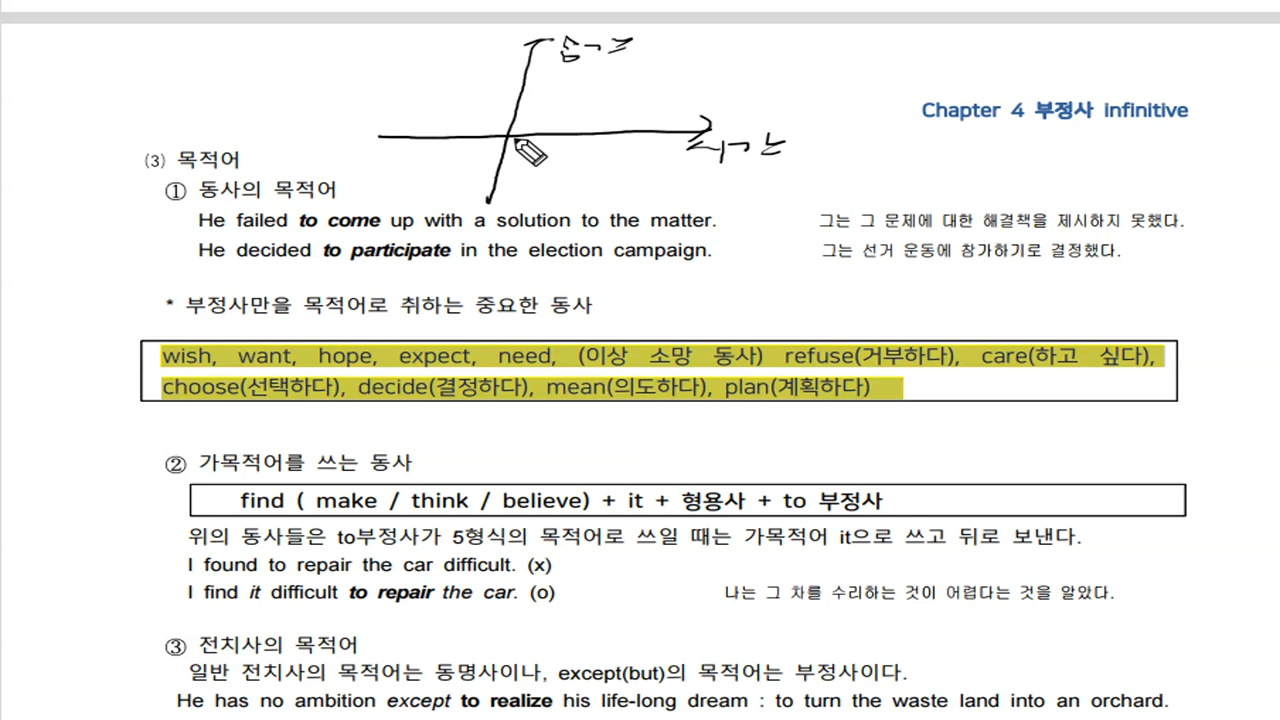 Chapter 4 부정사 infinitive
(3) 목적어
① 동사의 목적어
He failed to come up with a solution to the matter. 그는 그 문제에 대한 해결책을 제시하지 못했다.
He decided to participate in the election campaign. 그는 선거 운동에 참가하기로 결정했다.
* 부정사만을 목적어로 취하는 중요한 동사
wish, want, hope, expect, need, (이상 소망 동사) refuse(거부하다), care(하고 싶다),
choose(선택하다), decide(결정하다), mean(의도하다), plan(계획하다)
② 가목적어를 쓰는 동사
find ( make / think / believe) + it + 형용사 + to 부정사
위의 동사들은 to부정사가 5형식의 목적어로 쓰일 때는 가목적어 it으로 쓰고 뒤로 보낸다.
I found to repair the car difficult. (x)
I find it difficult to repair the car. (o) 나는 그 차를 수리하는 것이 어렵다는 것을 알았다.
③ 전치사의 목적어
일반 전치사의 목적어는 동명사이나, except(but)의 목적어는 부정사이다.
He has no ambition except to realize his life-long dream : to turn the waste land into an orchard.